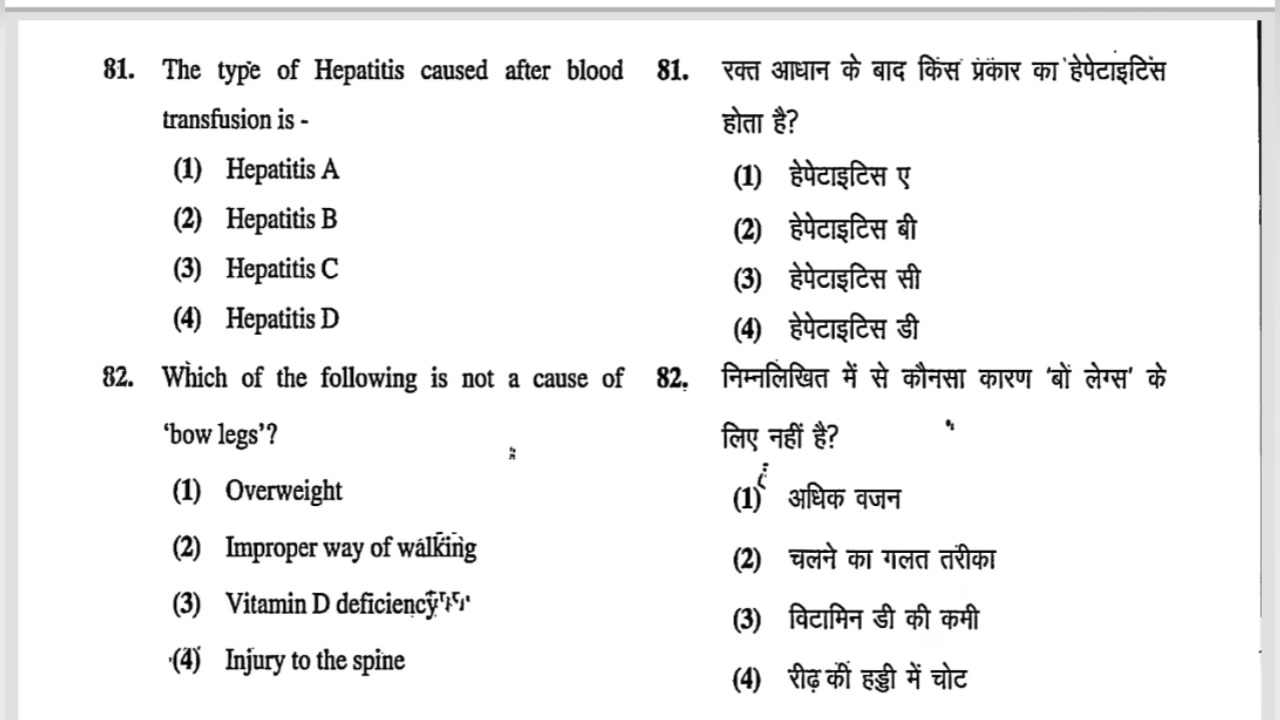 81. The type of Hepatitis caused after blood
transfusion is -
(1) Hepatitis A
(2) Hepatitis B
(3) Hepatitis C
(4) Hepatitis D
82. Which of the following is not a cause of
‘bow legs’?
(1) Overweight
(2) Improper way of walking
(3) Vitamin D deficiency
(4) Injury to the spine
81. रक्त आधान के बाद किस प्रकार का हेपेटाइटिस
होता है?
(1) हेपेटाइटिस ए
(2) हेपेटाइटिस बी
(3) हेपेटाइटिस सी
(4) हेपेटाइटिस डी
82. निम्नलिखित में से कौनसा कारण ‘बों लेग्स’ के
लिए नहीं है?
(1) अधिक वजन
(2) चलने का गलत तरीका
(3) विटामिन डी की कमी
(4) रीढ़ की हड्डी में चोट